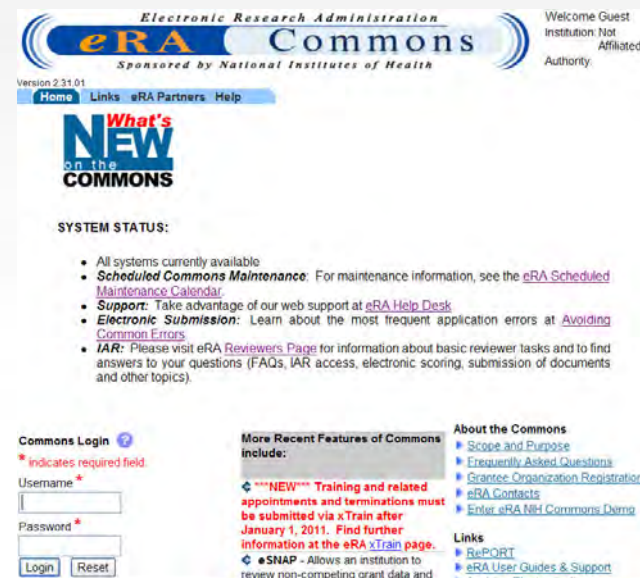 Electronic Research Administration
eRA Commons
Sponsored by National Institutes of Health
Welcome Guest
Institution: Not
Affiliated
Authority:
Version 2.31.01
Home Links eRA Partners Help
What's
NEW
on the
COMMONS
SYSTEM STATUS:
• All systems currently available
• Scheduled Commons Maintenance: For maintenance information, see the eRA Scheduled
Maintenance Calendar.
• Support: Take advantage of our web support at eRA Help Desk
• Electronic Submission: Learn about the most frequent application errors at Avoiding
Common Errors
• IAR: Please visit eRA Reviewers Page for information about basic reviewer tasks and to find
answers to your questions (FAQs, IAR access, electronic scoring, submission of documents
and other topics).
Commons Login ?
* indicates required field.
Username *
Password *
Login Reset
More Recent Features of Commons
include:
***NEW*** Training and related
appointments and terminations must
be submitted via xTrain after
January 1, 2011. Find further
information at the eRA xTrain page.
eSNAP - Allows an institution to
review non-competing grant data and
About the Commons
Scope and Purpose
Frequently Asked Questions
Grantee Organization Registration
eRA Contacts
Enter eRA NIH Commons Demo
Links
RePORT
eRA User Guides & Support